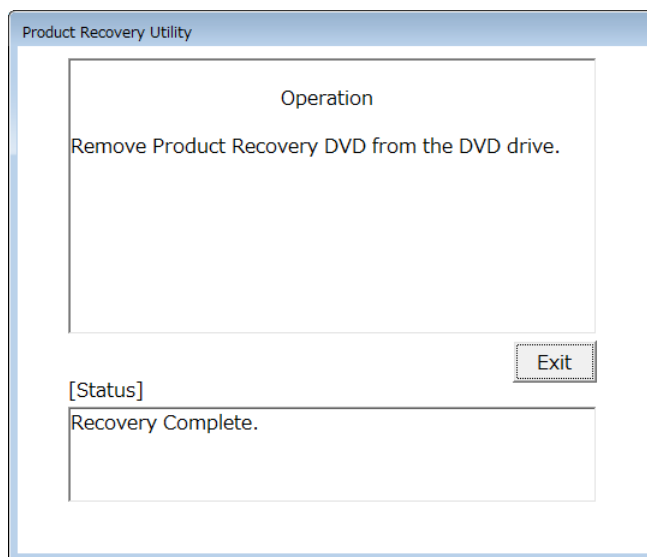 Product Recovery Utility
Operation
Remove Product Recovery DVD from the DVD drive.
Exit
[Status]
Recovery Complete.